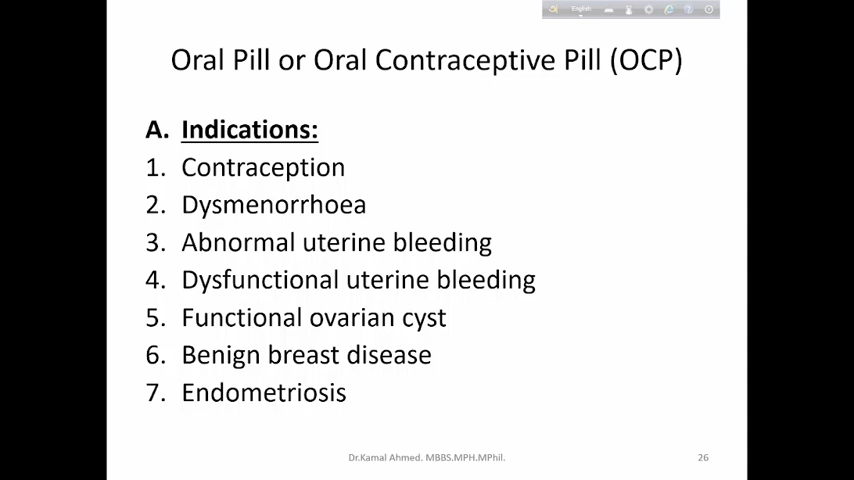 English
Oral Pill or Oral Contraceptive Pill (OCP)
A. Indications:
1. Contraception
2. Dysmenorrhoea
3. Abnormal uterine bleeding
4. Dysfunctional uterine bleeding
5. Functional ovarian cyst
6. Benign breast disease
7. Endometriosis
Dr.Kamal Ahmed. MBBS.MPH.MPhil.
26